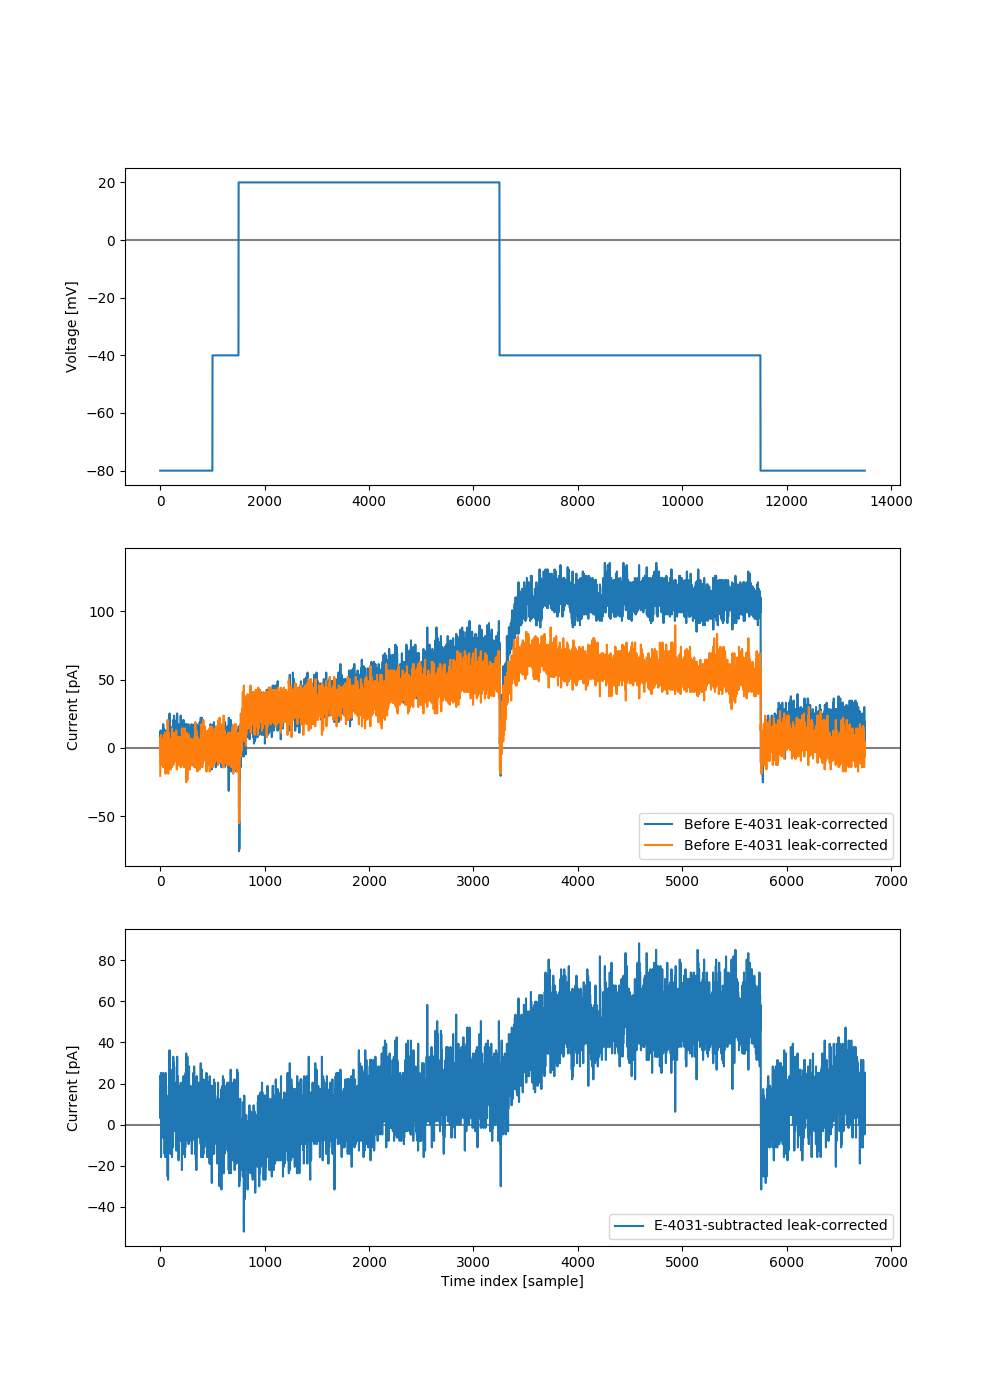 20
0
−20
−40
−60
−80
Voltage [mV]
0 2000 4000 6000 8000 10000 12000 14000
100
50
0
−50
Current [pA]
Before E-4031 leak-corrected
Before E-4031 leak-corrected
0 1000 2000 3000 4000 5000 6000 7000
80
60
40
20
0
−20
−40
Current [pA]
E-4031-subtracted leak-corrected
0 1000 2000 3000 4000 5000 6000 7000
Time index [sample]